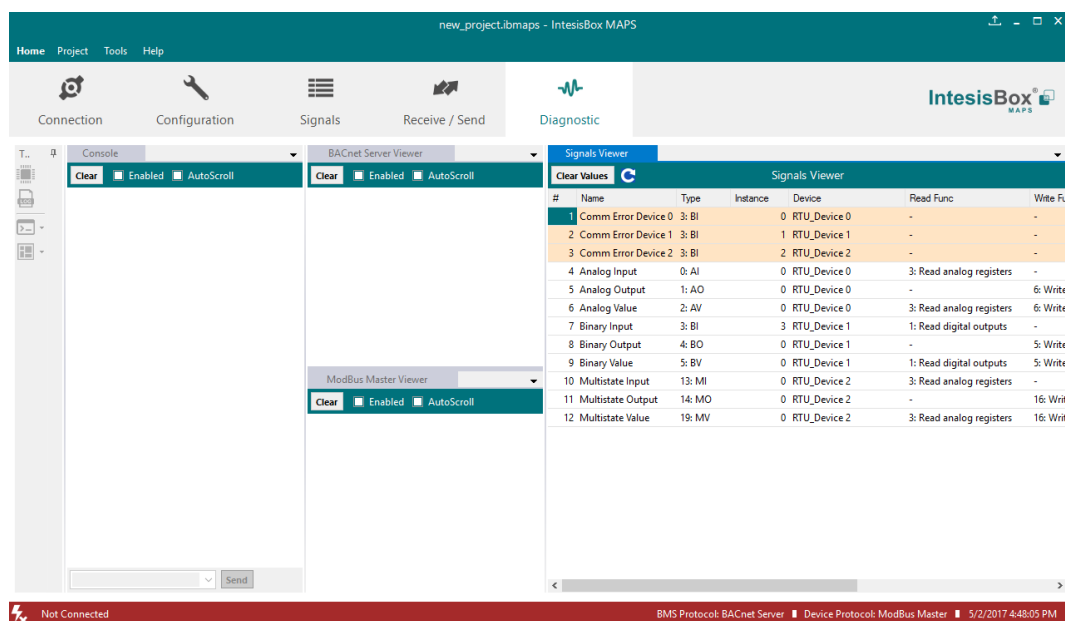 new_project.ibmaps - IntesisBox MAPS
Home Project Tools Help
Connection Configuration Signals Receive / Send Diagnostic
IntesisBox®
MAPS
T.. Console BACnet Server Viewer Signals Viewer
Clear Enabled AutoScroll Clear Enabled AutoScroll Clear Values Signals Viewer
# Name Type Instance Device Read Func Write Fu
1 Comm Error Device 0 3: BI 0 RTU_Device 0 - -
2 Comm Error Device 1 3: BI 1 RTU_Device 1 - -
3 Comm Error Device 2 3: BI 2 RTU_Device 2 - -
4 Analog Input 0: AI 0 RTU_Device 0 3: Read analog registers -
5 Analog Output 1: AO 0 RTU_Device 0 - 6: Write
6 Analog Value 2: AV 0 RTU_Device 0 3: Read analog registers 6: Write
7 Binary Input 3: BI 3 RTU_Device 1 1: Read digital outputs -
8 Binary Output 4: BO 0 RTU_Device 1 - 5: Write
9 Binary Value 5: BV 0 RTU_Device 1 1: Read digital outputs 5: Write
ModBus Master Viewer
10 Multistate Input 13: MI 0 RTU_Device 2 3: Read analog registers -
Clear Enabled AutoScroll
11 Multistate Output 14: MO 0 RTU_Device 2 - 16: Writ
12 Multistate Value 19: MV 0 RTU_Device 2 3: Read analog registers 16: Writ
Send
Not Connected BMS Protocol: BACnet Server Device Protocol: ModBus Master 5/2/2017 4:48:05 PM